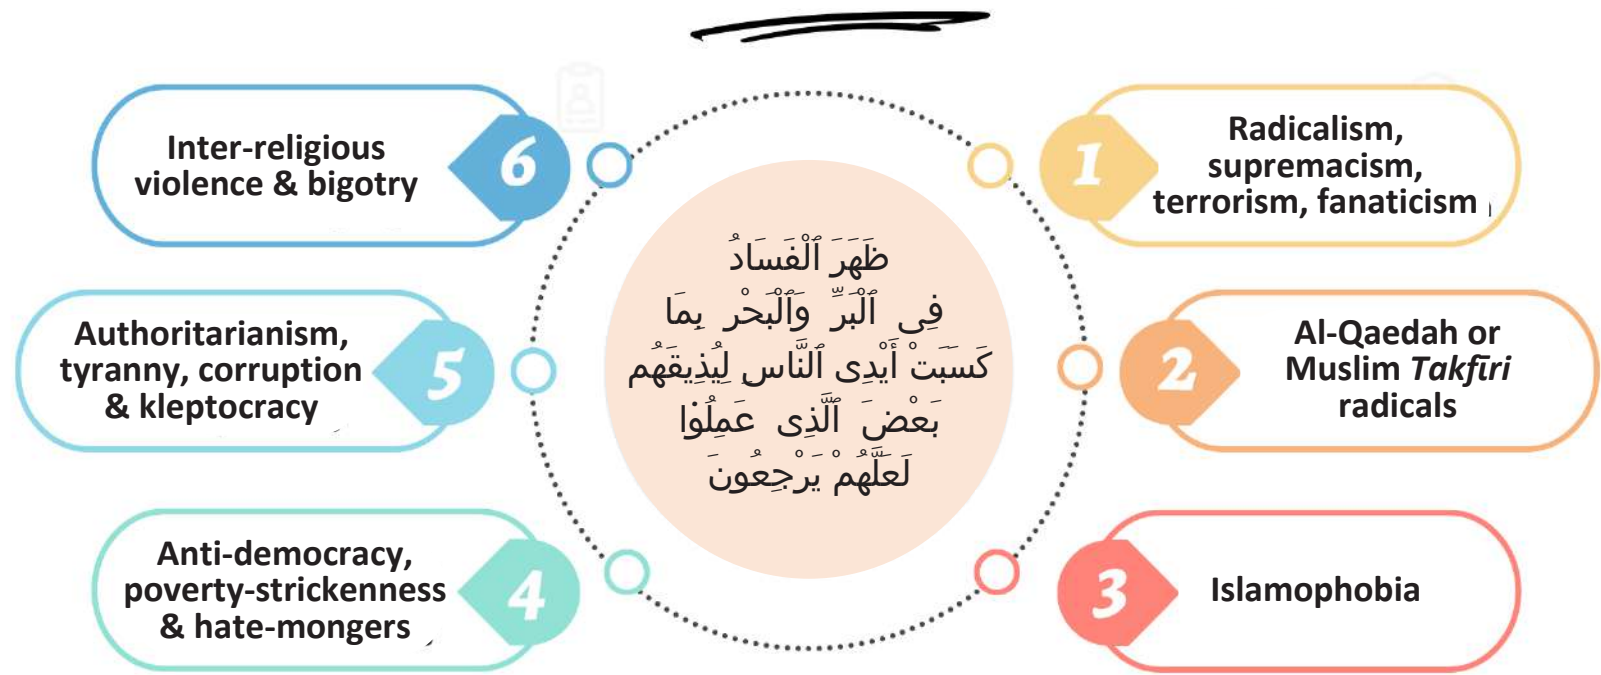 ظَهَرَ ٱلْفَسَادُ
فِى ٱلْبَرِّ وَٱلْبَحْرِ بِمَا
كَسَبَتْ أَيْدِى ٱلنَّاسِ لِيُذِيقَهُم
بَعْضَ ٱلَّذِى عَمِلُوا۟
لَعَلَّهُمْ يَرْجِعُونَ
1
Radicalism,
supremacism,
terrorism, fanaticism
2
Al-Qaedah or
Muslim Takfīri
radicals
3
Islamophobia
4
Anti-democracy,
poverty-strickenness
& hate-mongers
5
Authoritarianism,
tyranny, corruption
& kleptocracy
6
Inter-religious
violence & bigotry